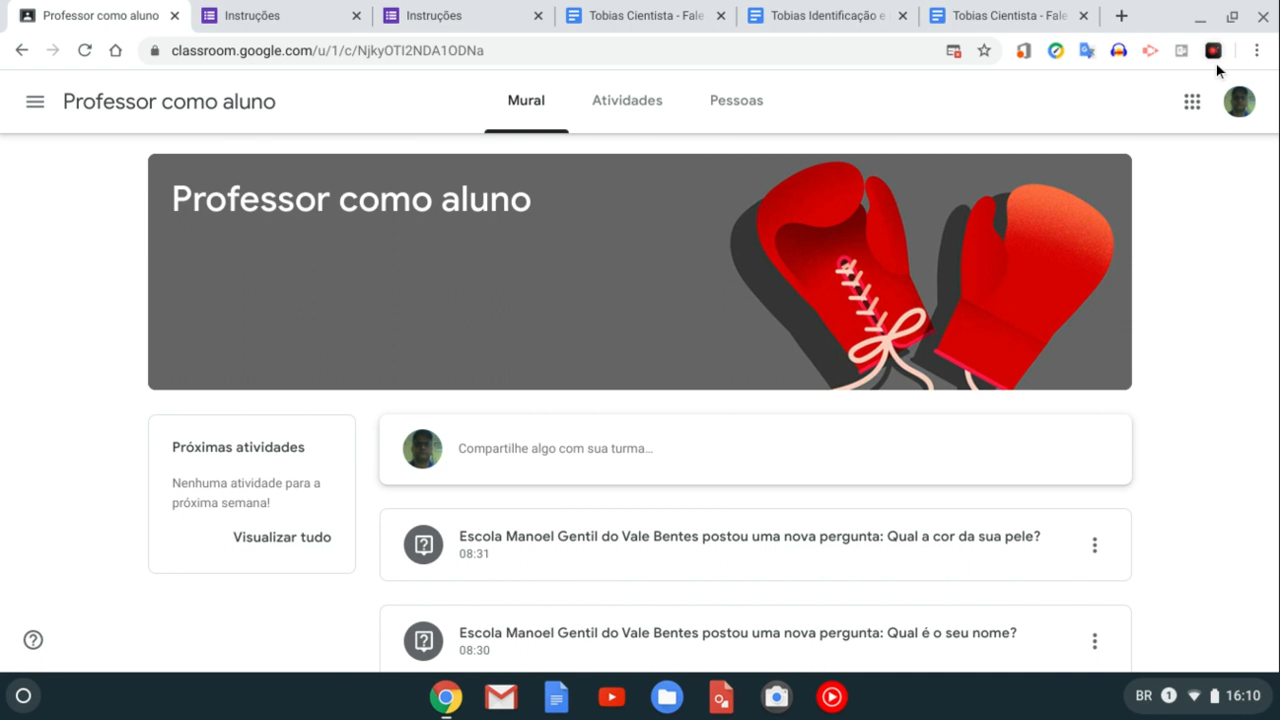 Professor como aluno
Instruções
Instruções
Tobias Cientista - Fale
Tobias Identificação e
Tobias Cientista - Fale
classroom.google.com/u/1/c/NjkyOTI2NDA1ODNa
Professor como aluno
Mural
Atividades
Pessoas
Professor como aluno
Próximas atividades
Nenhuma atividade para a
próxima semana!
Visualizar tudo
Compartilhe algo com sua turma...
Escola Manoel Gentil do Vale Bentes postou uma nova pergunta: Qual a cor da sua pele?
08:31
Escola Manoel Gentil do Vale Bentes postou uma nova pergunta: Qual é o seu nome?
08:30
BR 1 16:10